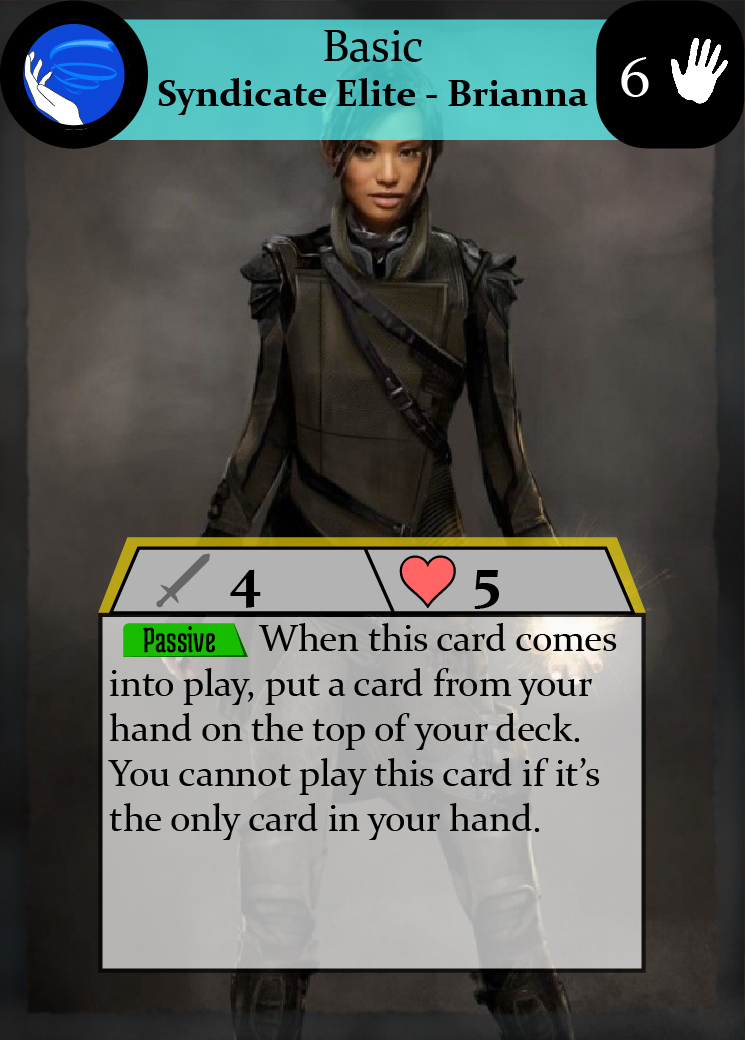 Basic
Syndicate Elite - Brianna
6
4
5
Passive When this card comes
into play, put a card from your
hand on the top of your deck.
You cannot play this card if it’s
the only card in your hand.